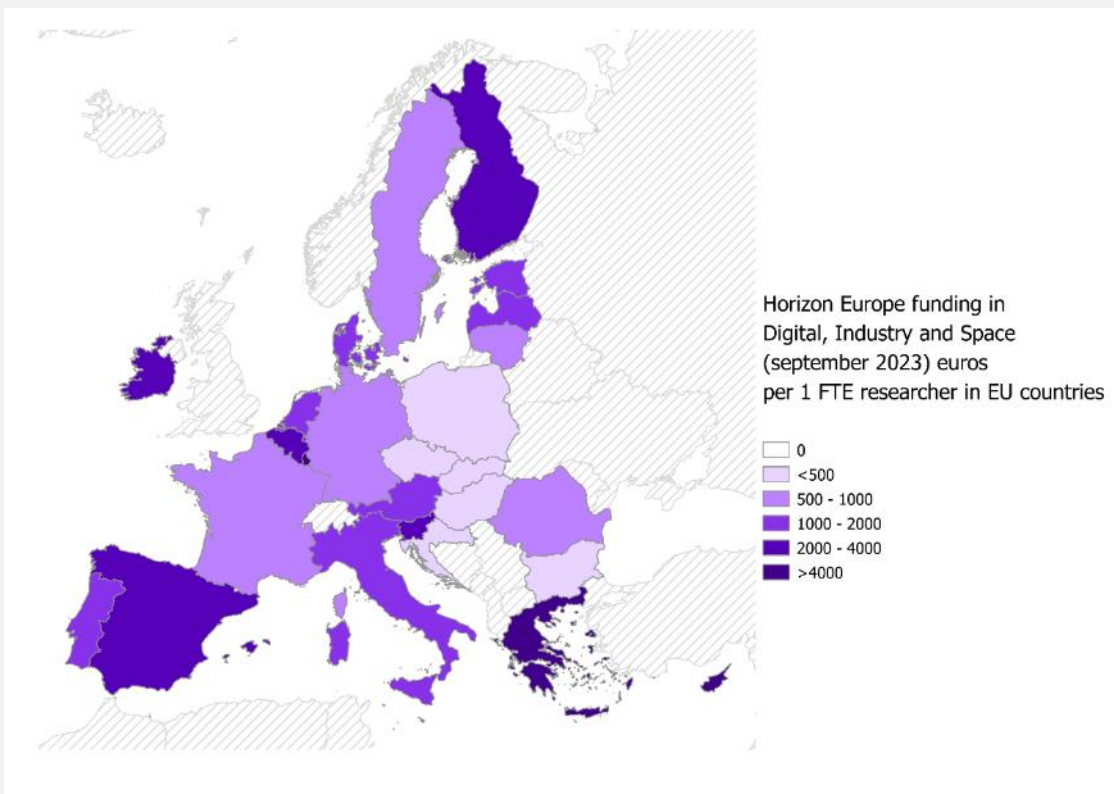 Horizon Europe funding in
Digital, Industry and Space
(september 2023) euros
per 1 FTE researcher in EU countries
0
<500
500 - 1000
1000 - 2000
2000 - 4000
>4000